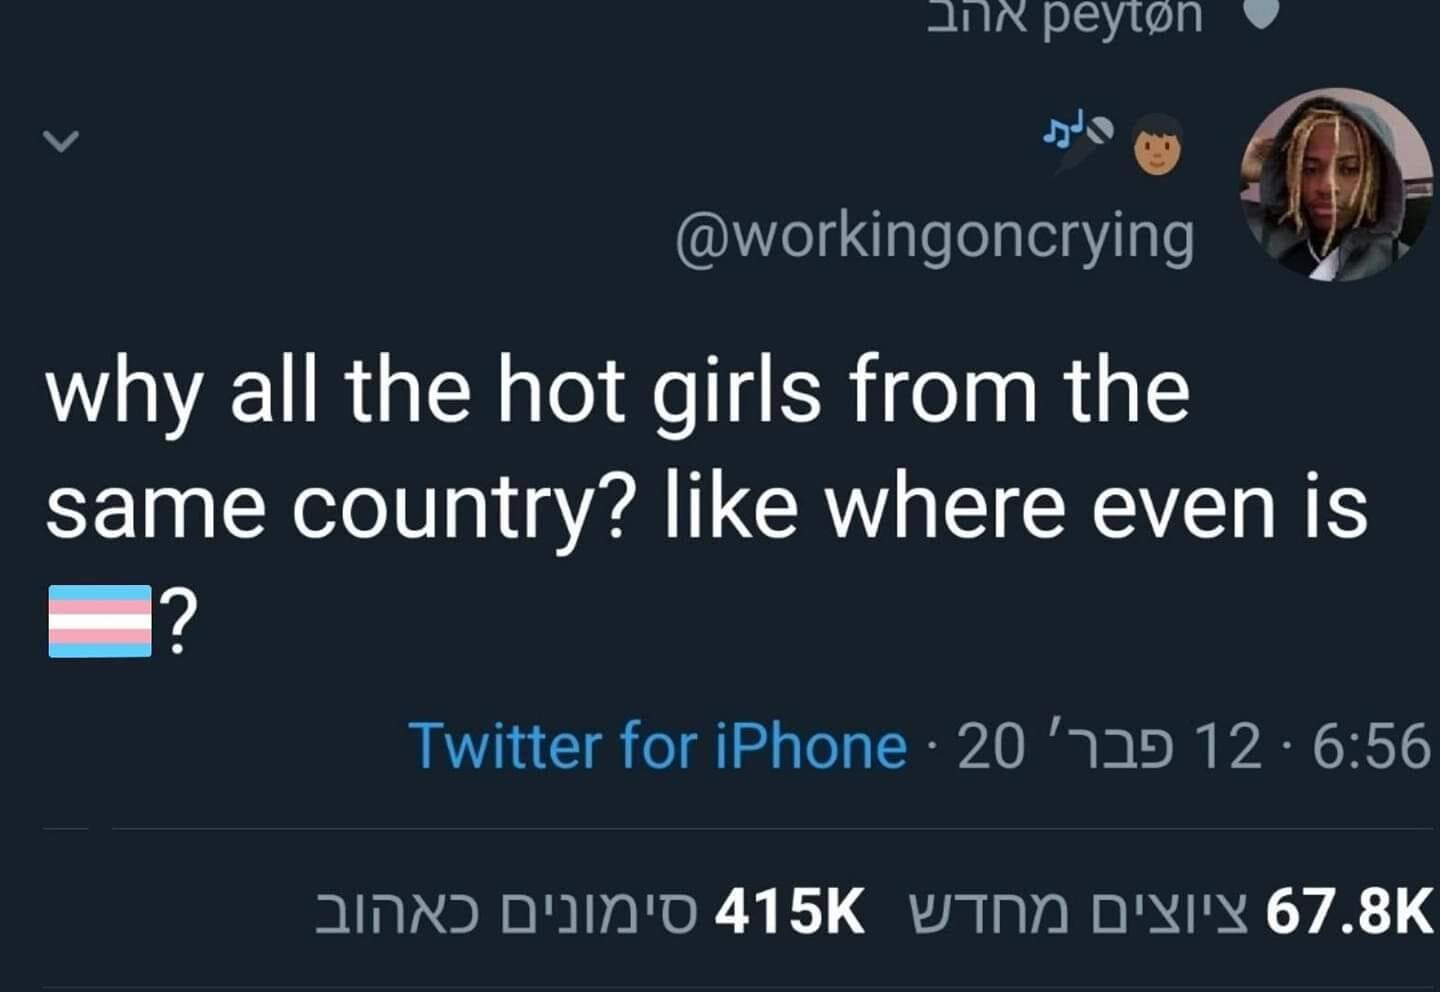 peytøn אהב
@workingoncrying
why all the hot girls from the
same country? like where even is
?
6:56 · 12 פבר׳ 20 · Twitter for iPhone
67.8K ציוצים מחדש 415K סימונים כאהוב